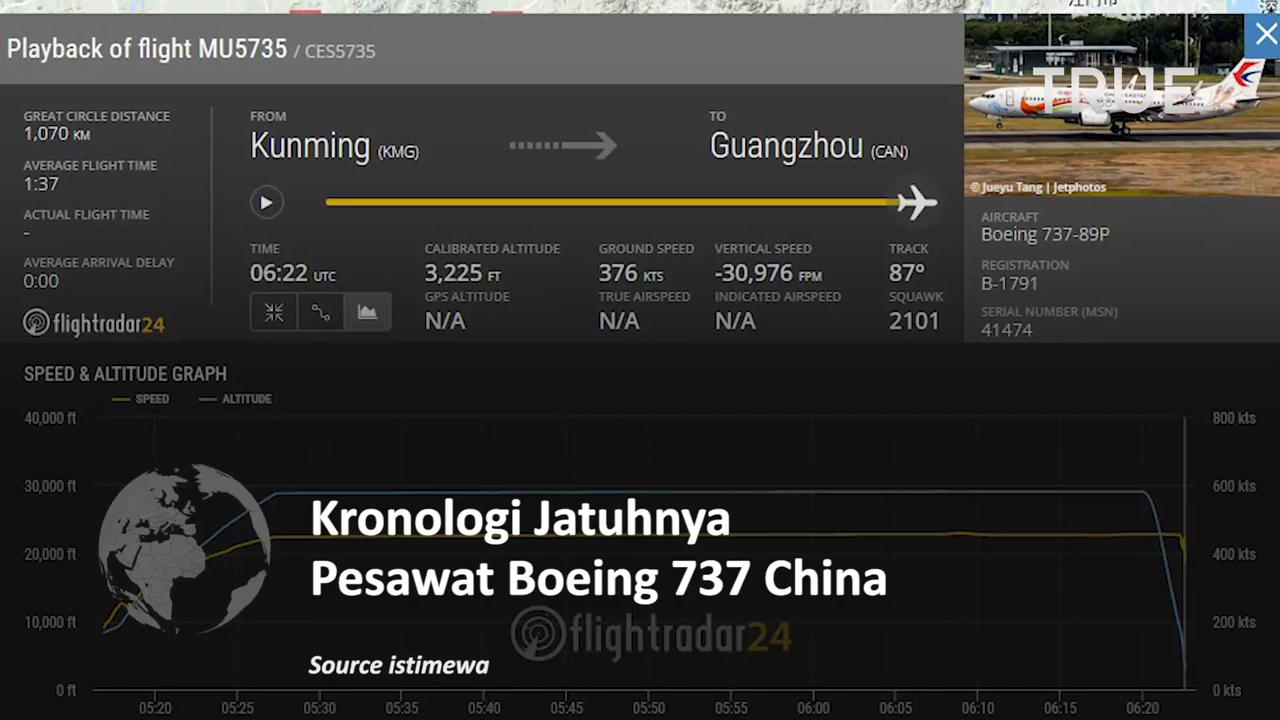 Playback of flight MU5735 / CES5735
TRUE
© Jueyu Tang | Jetphotos
GREAT CIRCLE DISTANCE
1,070 KM
AVERAGE FLIGHT TIME
1:37
ACTUAL FLIGHT TIME
-
AVERAGE ARRIVAL DELAY
0:00
flightradar24
FROM
Kunming (KMG)
TO
Guangzhou (CAN)
TIME
06:22 UTC
CALIBRATED ALTITUDE
3,225 FT
GPS ALTITUDE
N/A
GROUND SPEED
376 KTS
TRUE AIRSPEED
N/A
VERTICAL SPEED
-30,976 FPM
INDICATED AIRSPEED
N/A
TRACK
87°
SQUAWK
2101
AIRCRAFT
Boeing 737-89P
REGISTRATION
B-1791
SERIAL NUMBER (MSN)
41474
SPEED & ALTITUDE GRAPH
SPEED ALTITUDE
40,000 ft 800 kts
30,000 ft 600 kts
20,000 ft 400 kts
10,000 ft 200 kts
0 ft 0 kts
Kronologi Jatuhnya
Pesawat Boeing 737 China
flightradar24
Source istimewa
05:20 05:25 05:30 05:35 05:40 05:45 05:50 05:55 06:00 06:05 06:10 06:15 06:20